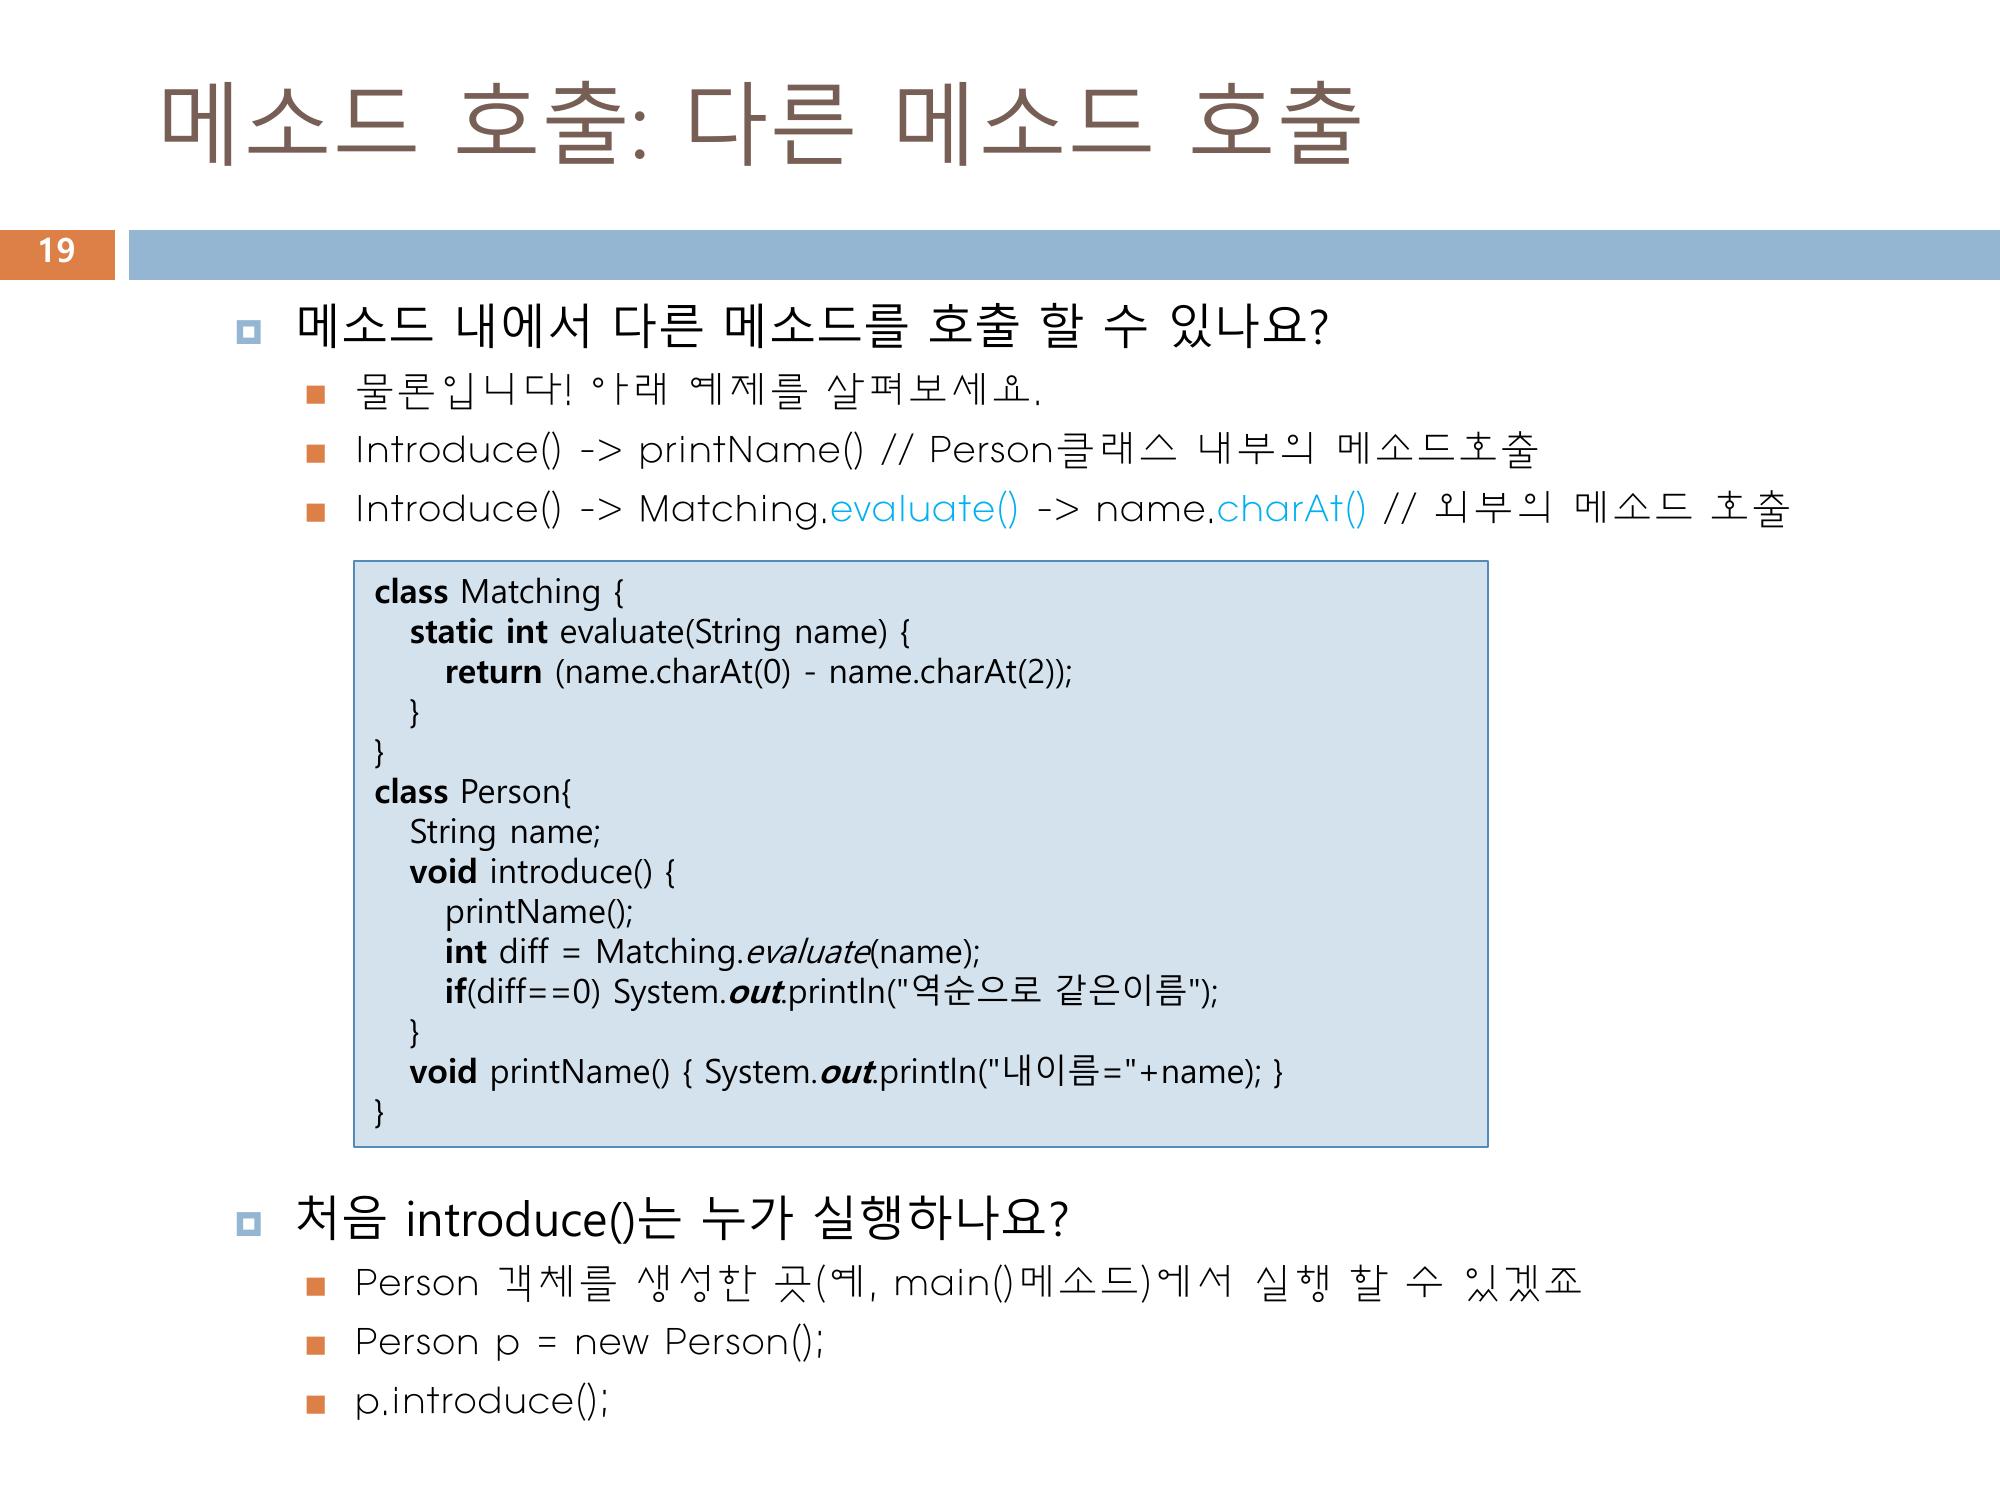 메소드 호출: 다른 메소드 호출
19
메소드 내에서 다른 메소드를 호출 할 수 있나요?
물론입니다! 아래 예제를 살펴보세요.
Introduce() -> printName() // Person클래스 내부의 메소드호출
Introduce() -> Matching.evaluate() -> name.charAt() // 외부의 메소드 호출
class Matching {
static int evaluate(String name) {
return (name.charAt(0) - name.charAt(2));
}
}
class Person{
String name;
void introduce() {
printName();
int diff = Matching.evaluate(name);
if(diff==0) System.out.println("역순으로 같은이름");
}
void printName() { System.out.println("내이름="+name); }
}
처음 introduce()는 누가 실행하나요?
Person 객체를 생성한 곳(예, main()메소드)에서 실행 할 수 있겠죠
Person p = new Person();
p.introduce();